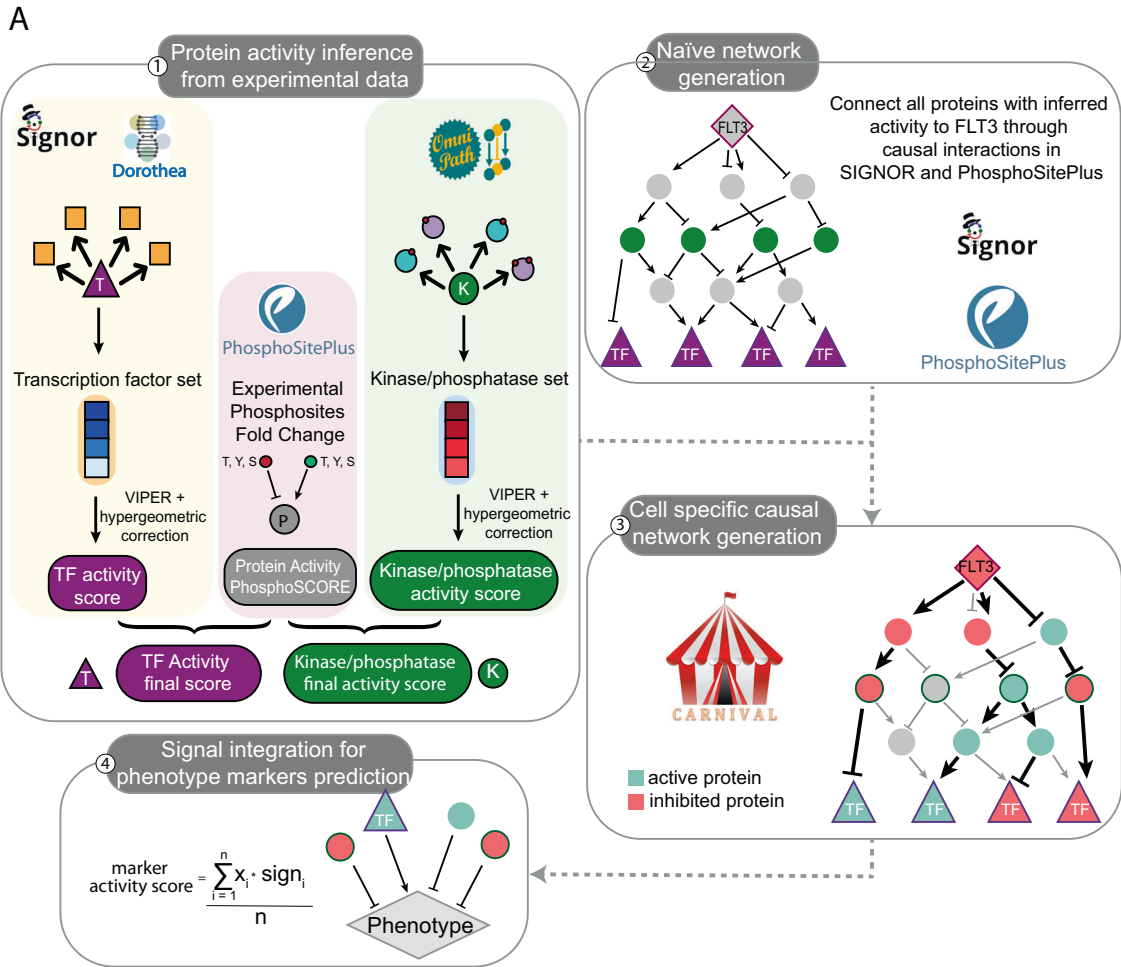 A
1
Protein activity inference
from experimental data
Signor
Dorothea
T
Transcription factor set
VIPER +
hypergeometric
correction
TF activity
score
PhosphoSitePlus
Experimental
Phosphosites
Fold Change
T, Y, S
T, Y, S
P
Protein Activity
PhosphoSCORE
Omni
Path
K
Kinase/phosphatase set
VIPER +
hypergeometric
correction
Kinase/phosphatase
activity score
T
TF Activity
final score
Kinase/phosphatase
final activity score
K
2
Naïve network
generation
FLT3
TF
TF
TF
TF
Connect all proteins with inferred
activity to FLT3 through
causal interactions in
SIGNOR and PhosphoSitePlus
Signor
PhosphoSitePlus
3
Cell specific causal
network generation
CARNIVAL
active protein
inhibited protein
FLT3
TF
TF
TF
TF
4
Signal integration for
phenotype markers prediction
marker
activity score
=
n
∑ x_i * sign_i
i = 1
n
TF
Phenotype